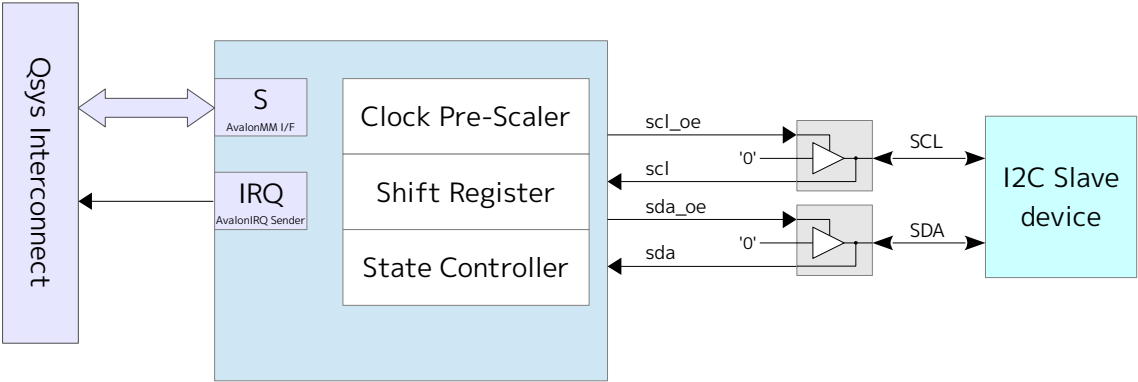 Qsys Interconnect
S
AvalonMM I/F
IRQ
AvalonIRQ Sender
Clock Pre-Scaler
Shift Register
State Controller
scl_oe
'0'
scl
sda_oe
'0'
sda
SCL
SDA
I2C Slave
device